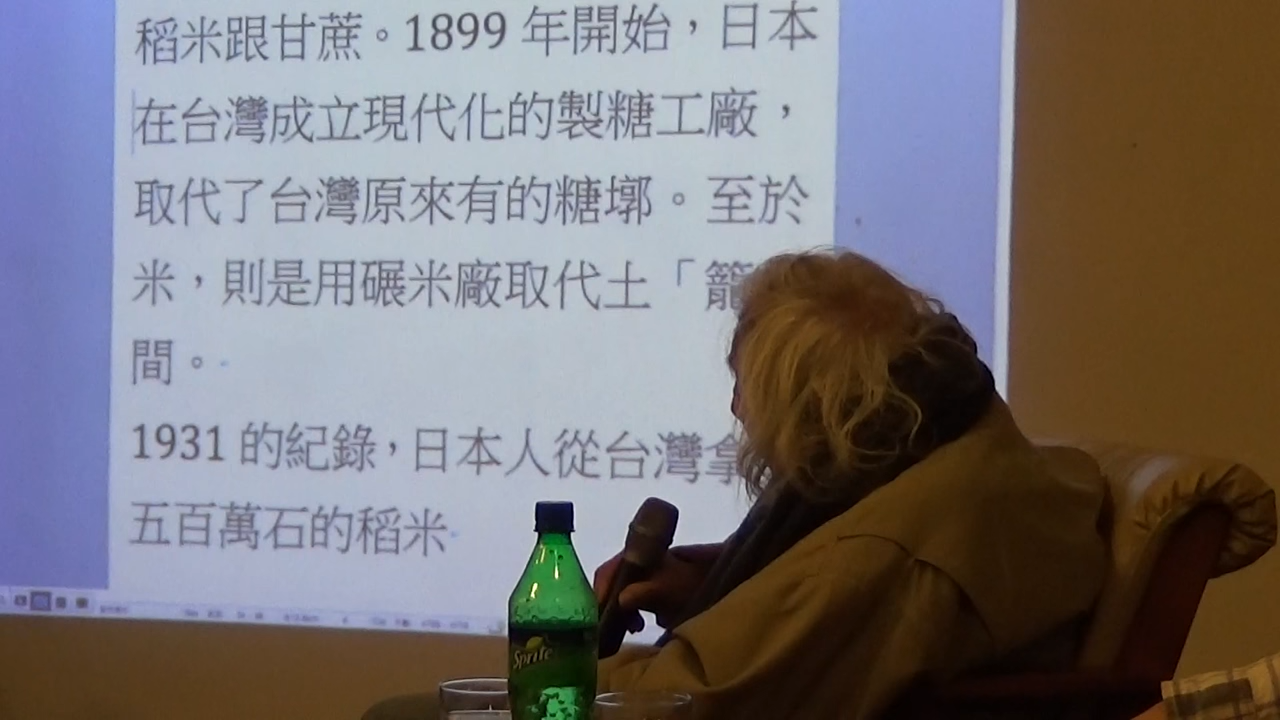 稻米跟甘蔗。1899 年開始，日本
在台灣成立現代化的製糖工廠，
取代了台灣原來有的糖墎。至於
米，則是用碾米廠取代土「籠
間。
1931 的紀錄，日本人從台灣拿
五百萬石的稻米
Sprite